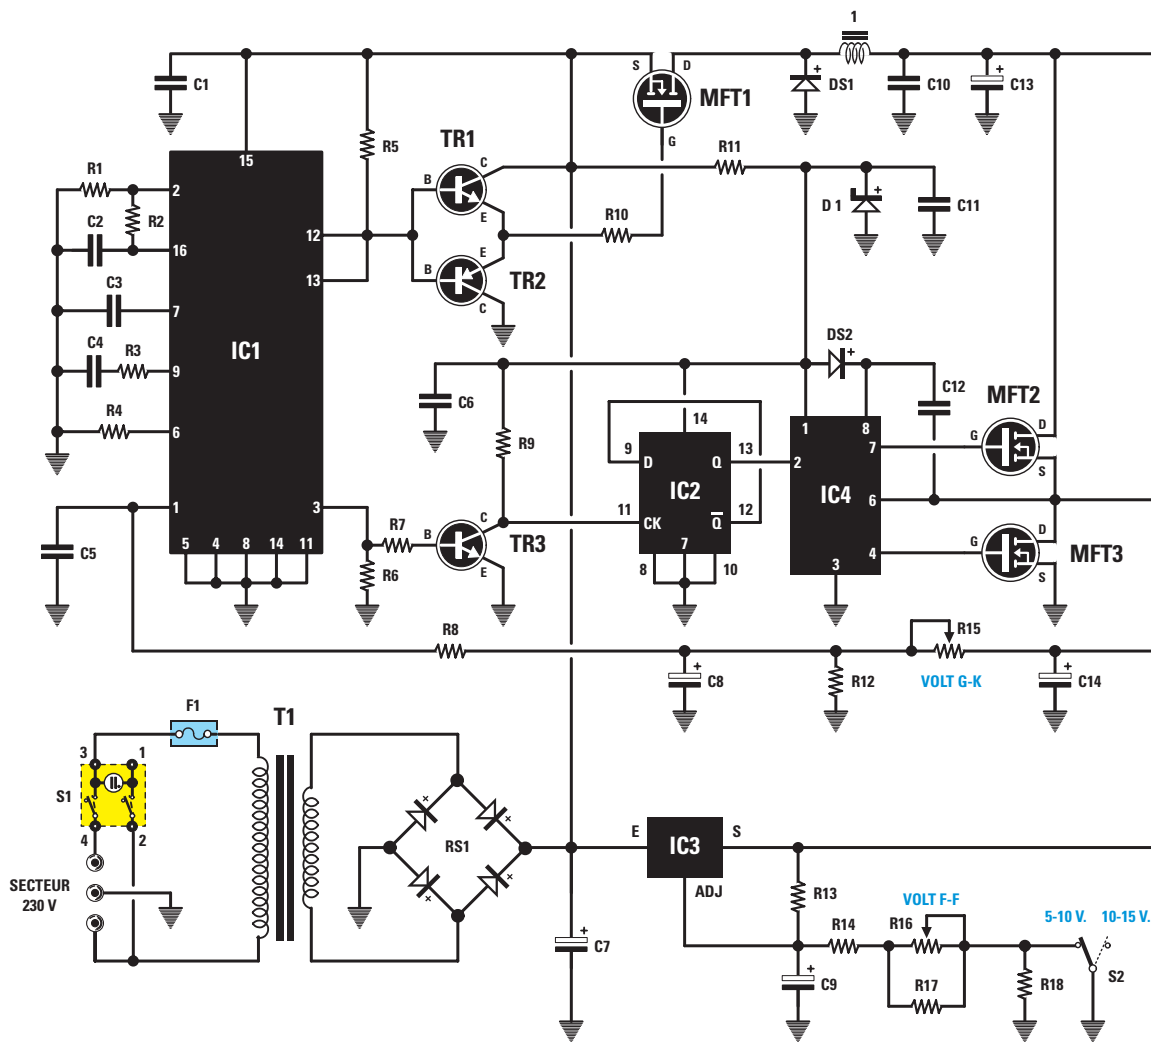 1
S
D
MFT1
G
C1
DS1
C10
C13
R5
TR1
B
C
E
R11
15
R1
2
R2
C2
16
12
13
R10
D 1
C11
E
TR2
B
C
C3
7
IC1
C4
R3
9
R4
6
DS2
C6
R9
14
C12
MFT2
G
D
S
1
8
7
9
D
Q
13
2
IC2
IC4
6
11
CK
Q
12
1
3
R7
B
C
E
TR3
R6
C5
5
4
8
14
11
8
7
10
3
4
G
D
S
MFT3
R8
C8
R12
R15
VOLT G-K
C14
F1
T1
3
1
S1
4
2
SECTEUR
230 V
RS1
E
IC3
S
ADJ
C7
R13
VOLT F-F
R14
R16
R17
C9
R18
5-10 V.
10-15 V.
S2